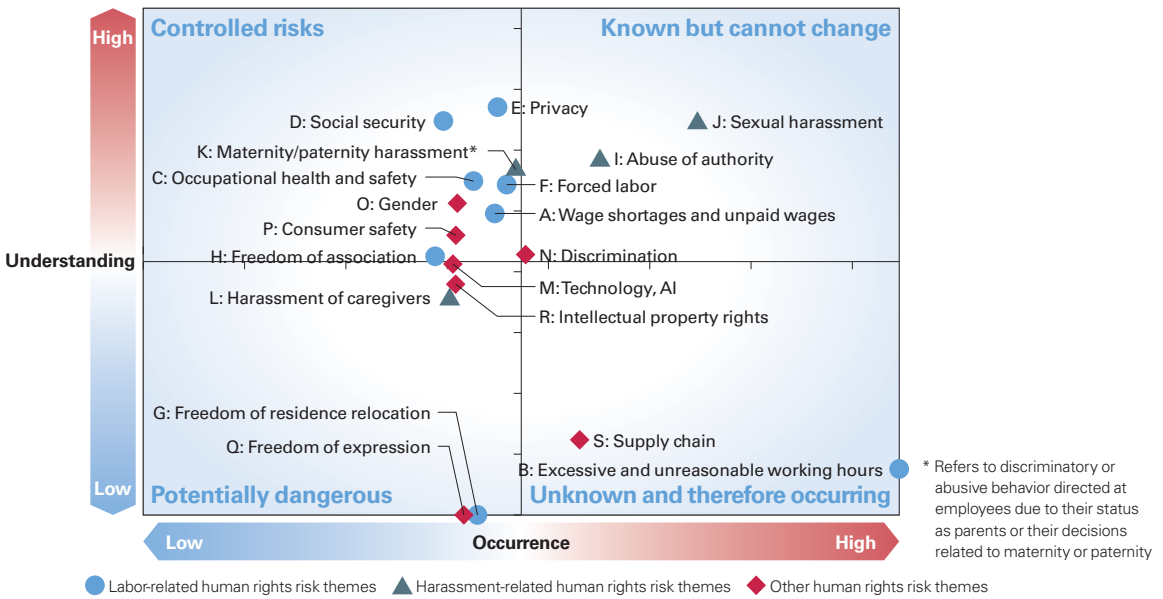 High
Controlled risks
Known but cannot change
E: Privacy
D: Social security
J: Sexual harassment
K: Maternity/paternity harassment*
I: Abuse of authority
C: Occupational health and safety
F: Forced labor
O: Gender
A: Wage shortages and unpaid wages
P: Consumer safety
H: Freedom of association
N: Discrimination
Understanding
M: Technology, AI
L: Harassment of caregivers
R: Intellectual property rights
G: Freedom of residence relocation
Q: Freedom of expression
S: Supply chain
B: Excessive and unreasonable working hours
Low
Potentially dangerous
Unknown and therefore occurring
* Refers to discriminatory or
abusive behavior directed at
employees due to their status
as parents or their decisions
related to maternity or paternity
Low
Occurrence
High
Labor-related human rights risk themes
Harassment-related human rights risk themes
Other human rights risk themes